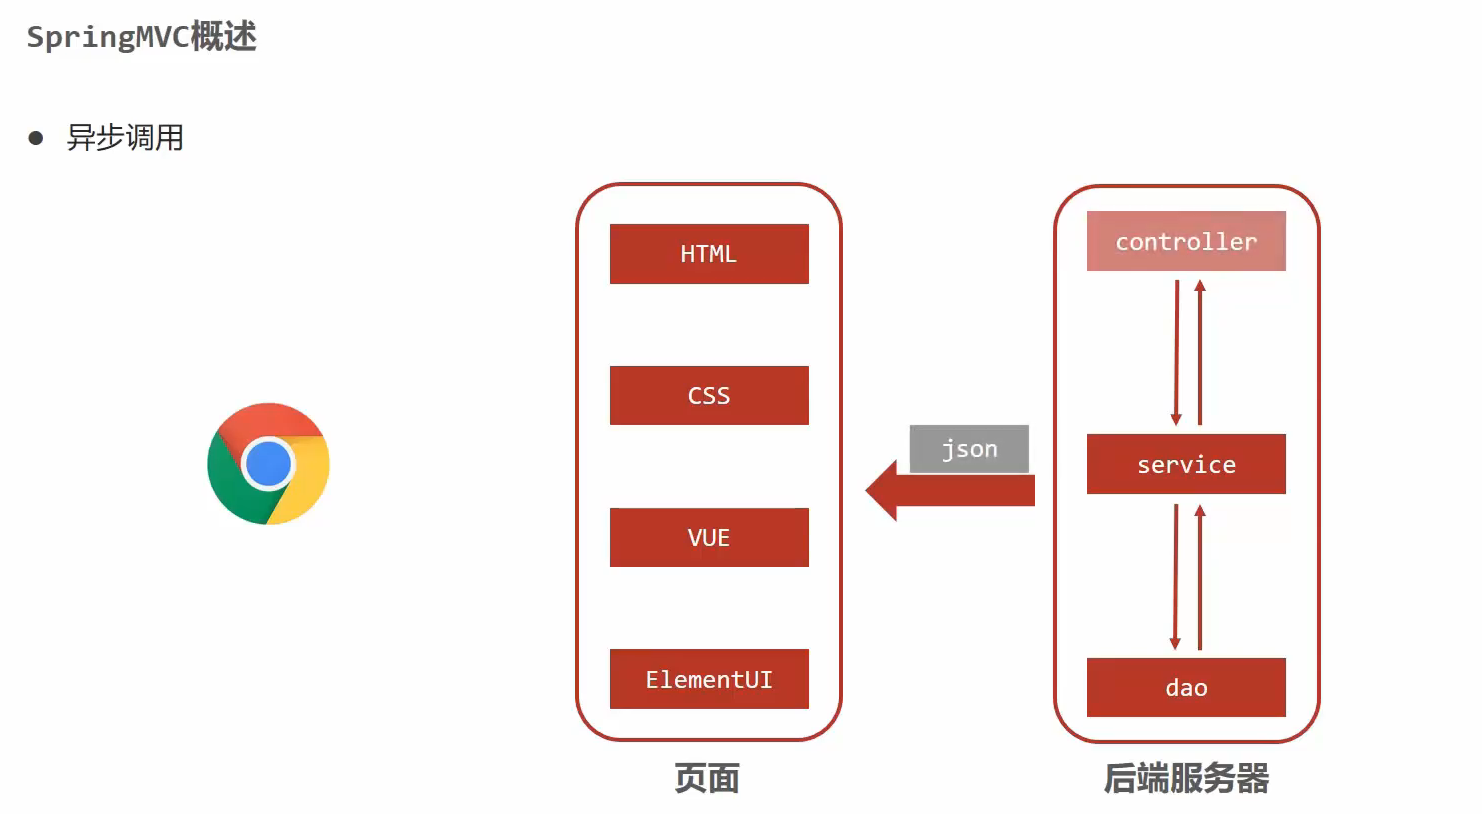 SpringMVC概述
异步调用
HTML
CSS
VUE
ElementUI
页面
json
controller
service
dao
后端服务器